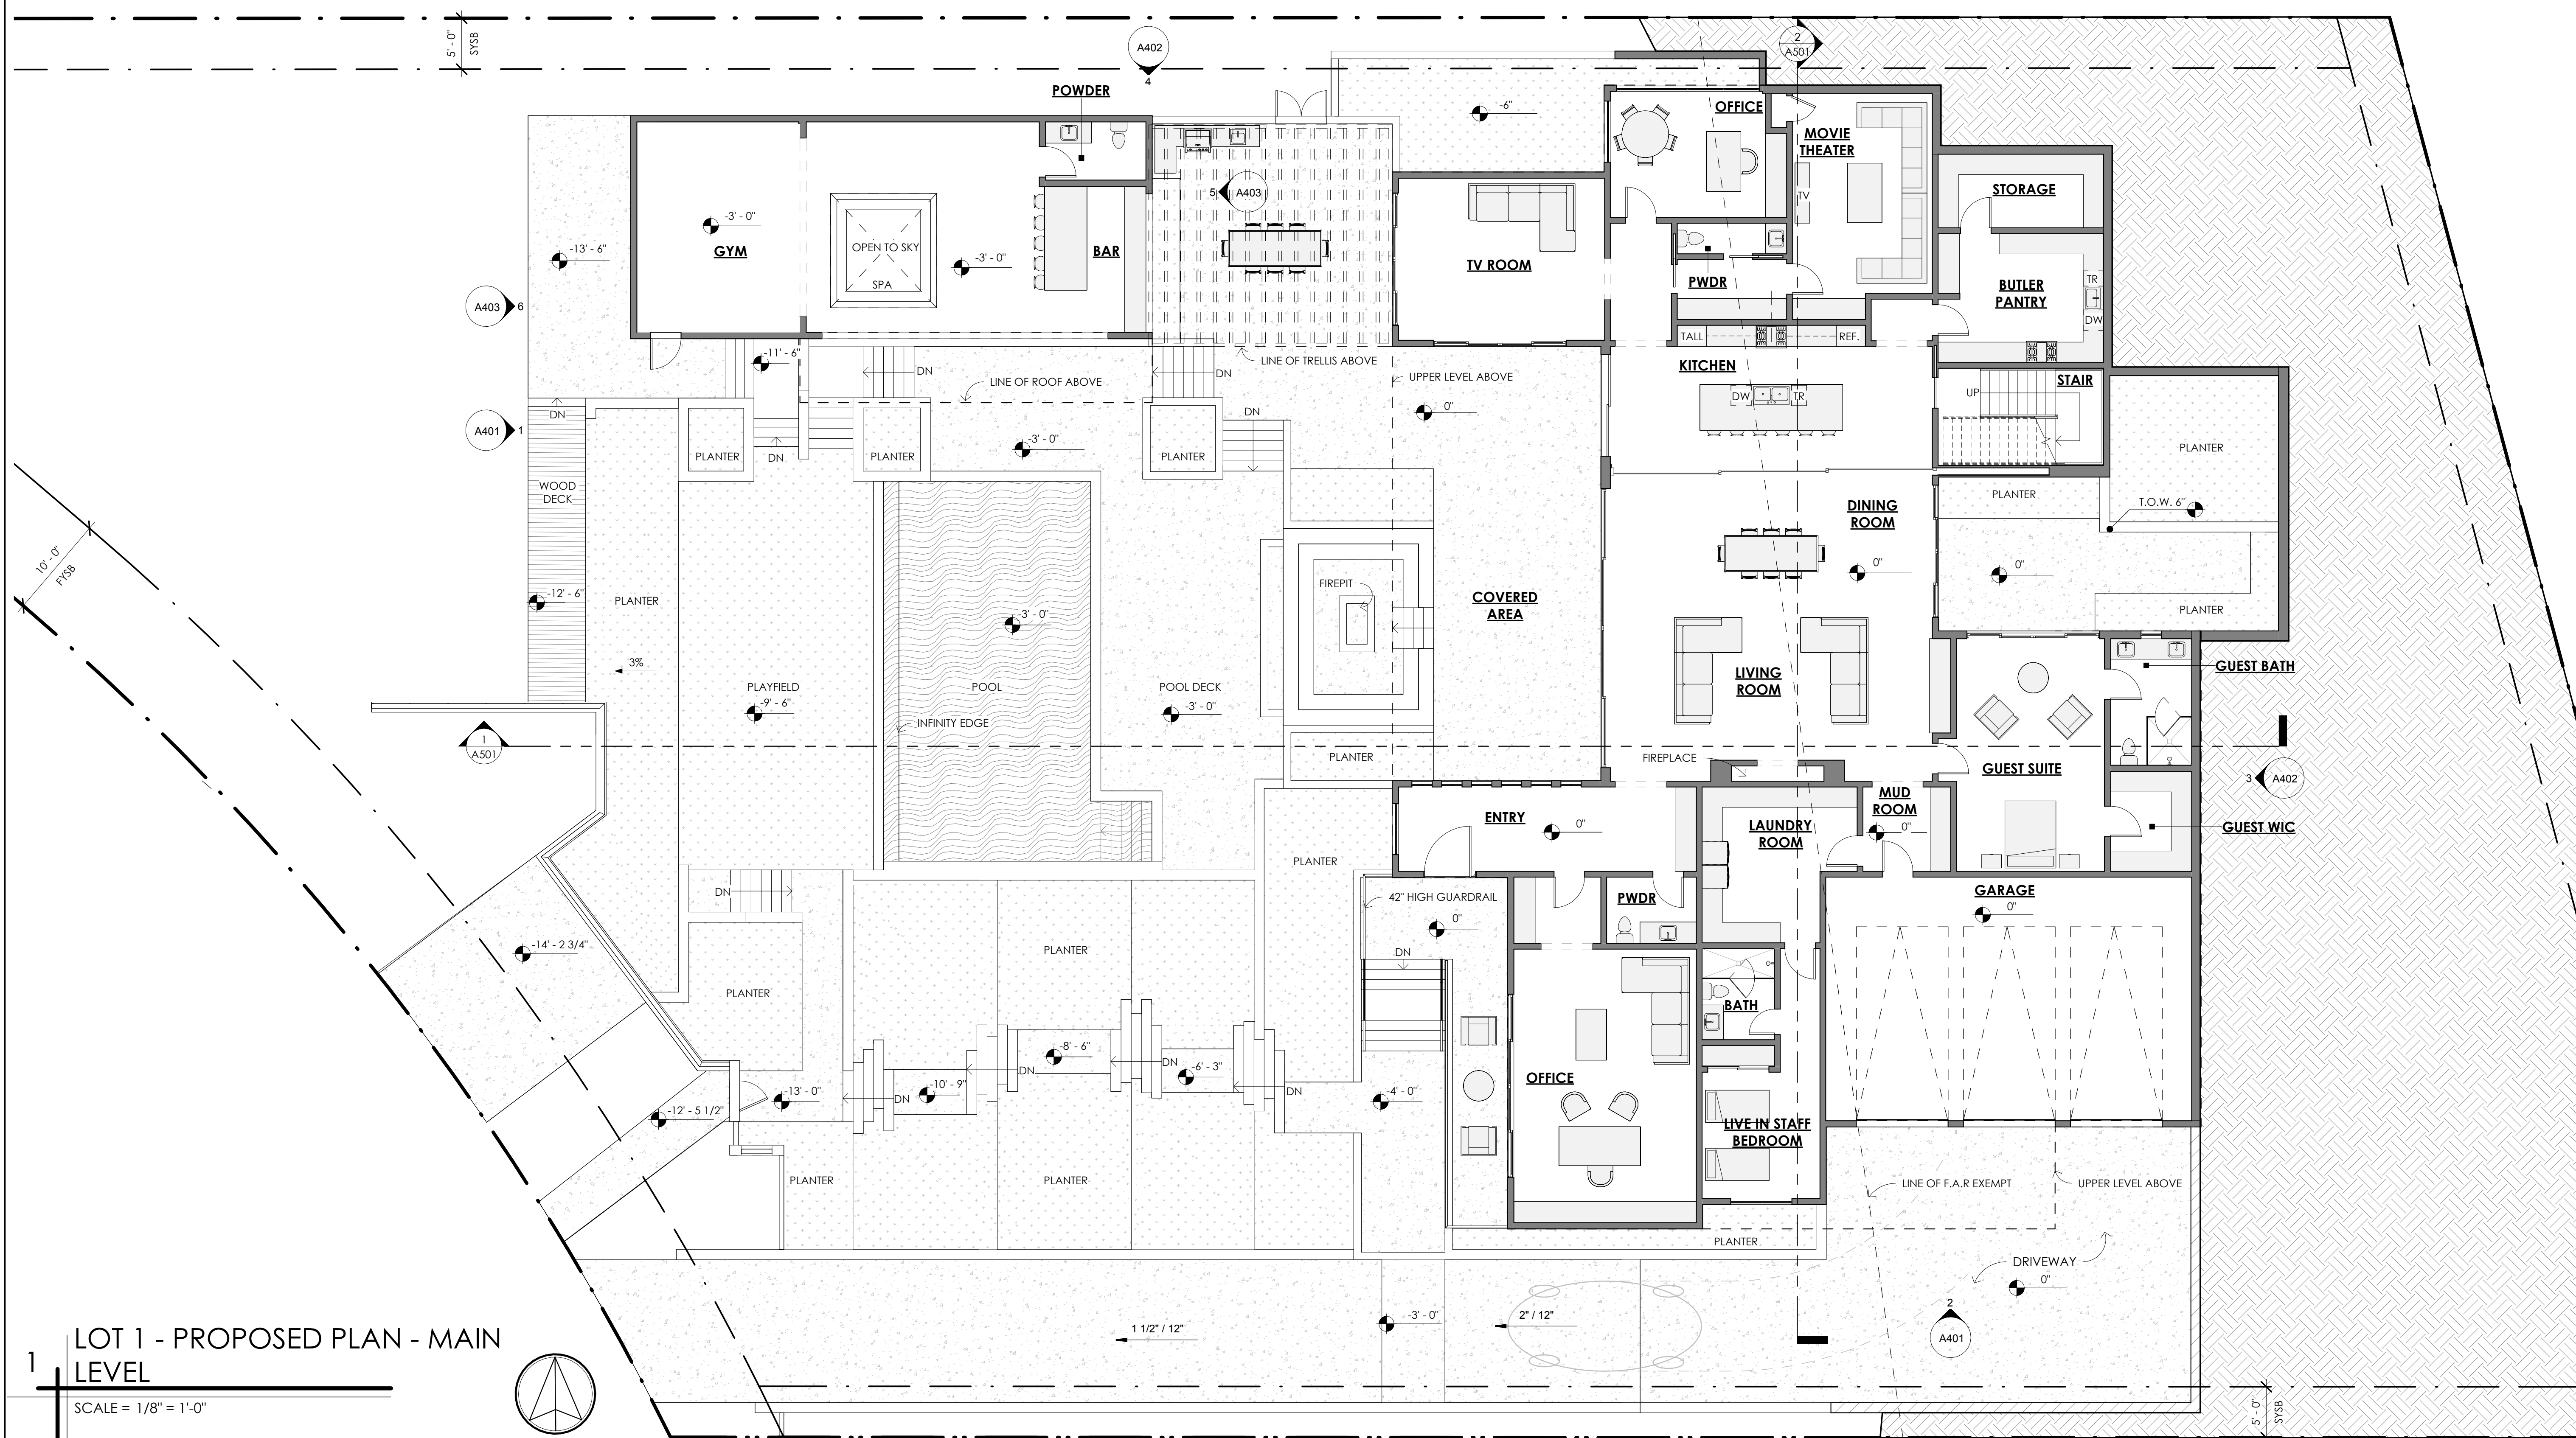 5' - 0"
SYSB
A402
4
2
A501
POWDER
-6"
OFFICE
MOVIE
THEATER
TV
STORAGE
5
A403
-3' - 0"
GYM
-13' - 6"
OPEN TO SKY
SPA
-3' - 0"
BAR
TV ROOM
PWDR
BUTLER
PANTRY
TR
DW
A403
6
TALL
REF.
-11' - 6"
DN
DN
LINE OF TRELLIS ABOVE
LINE OF ROOF ABOVE
UPPER LEVEL ABOVE
KITCHEN
STAIR
UP
DW
TR
DN
DN
0"
A401
1
-3' - 0"
PLANTER
PLANTER
PLANTER
DN
PLANTER
WOOD
DECK
PLANTER
T.O.W. 6"
DINING
ROOM
10' - 0"
FYSB
0"
0"
FIREPIT
-12' - 6"
PLANTER
-3' - 0"
COVERED
AREA
PLANTER
3%
PLAYFIELD
-9' - 6"
POOL
POOL DECK
-3' - 0"
LIVING
ROOM
GUEST BATH
INFINITY EDGE
1
A501
PLANTER
FIREPLACE
GUEST SUITE
3
A402
MUD
ROOM
0"
ENTRY
0"
LAUNDRY
ROOM
GUEST WIC
PLANTER
DN
42" HIGH GUARDRAIL
0"
PWDR
GARAGE
0"
-14' - 2 3/4"
PLANTER
DN
PLANTER
BATH
-8' - 6"
DN
-6' - 3"
DN
DN
-10' - 9"
DN
-13' - 0"
-12' - 5 1/2"
-4' - 0"
OFFICE
LIVE IN STAFF
BEDROOM
PLANTER
PLANTER
LINE OF F.A.R EXEMPT
UPPER LEVEL ABOVE
PLANTER
DRIVEWAY
0"
2
A401
-3' - 0"
2" / 12"
1 1/2" / 12"
5' - 0"
SYSB
1
LOT 1 - PROPOSED PLAN - MAIN
LEVEL
SCALE = 1/8" = 1'-0"